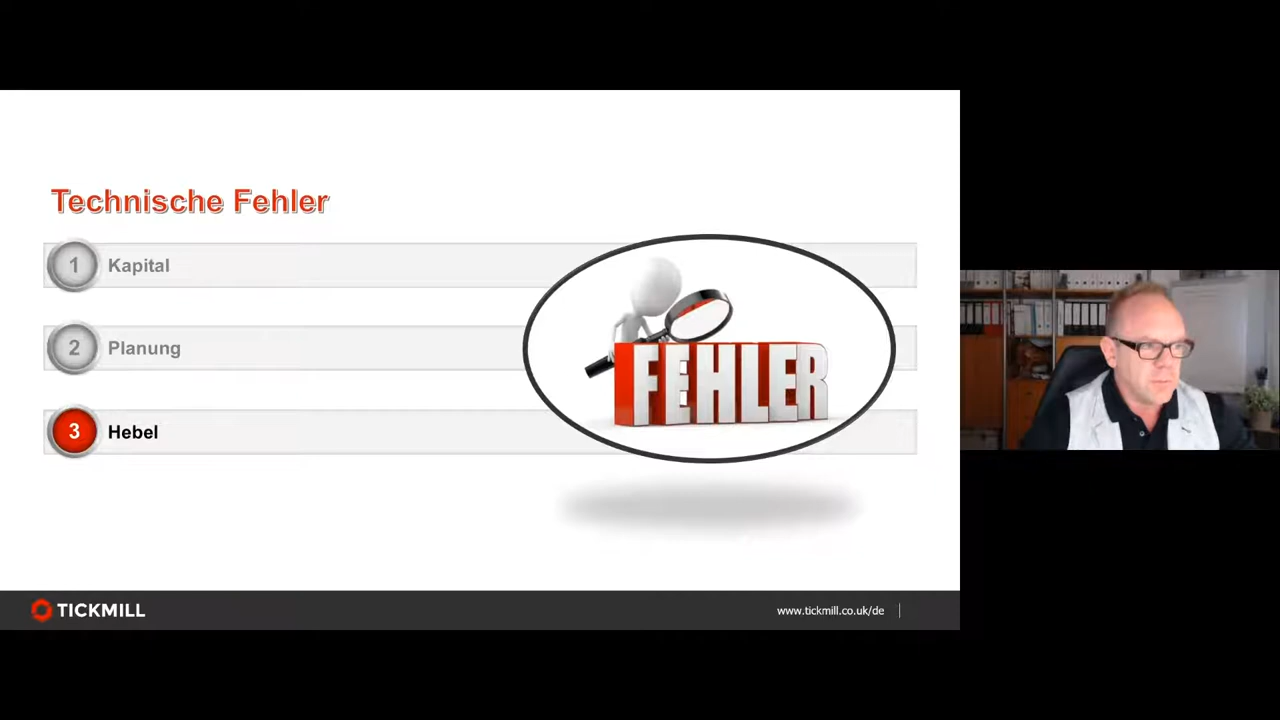 Technische Fehler
1 Kapital
2 Planung
3 Hebel
FEHLER
TICKMILL
www.tickmill.co.uk/de